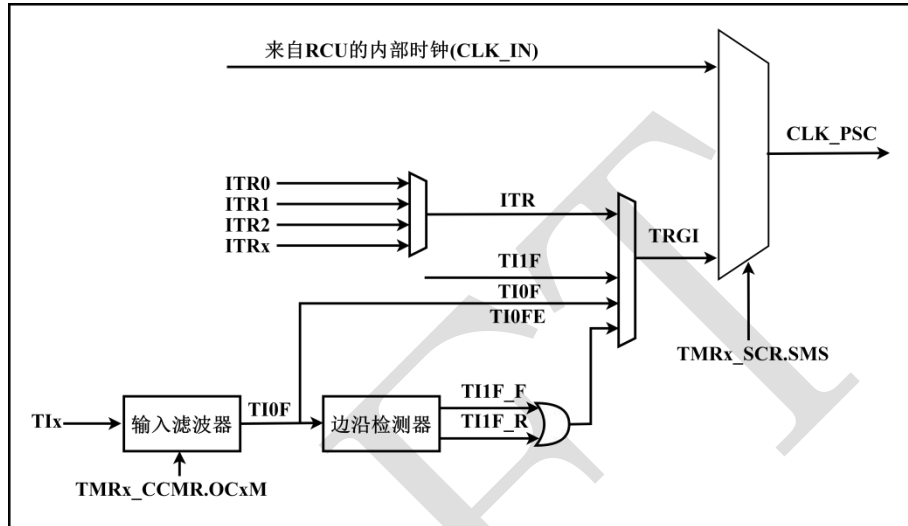 来自RCU的内部时钟(CLK_IN)
CLK_PSC
ITR0
ITR1
ITR2
ITRx
ITR
TRGI
TI1F
TI0F
TI0FE
TMRx_SCR.SMS
TI1F_F
TI1F_R
TIx
输入滤波器
TI0F
边沿检测器
TMRx_CCMR.OCxM